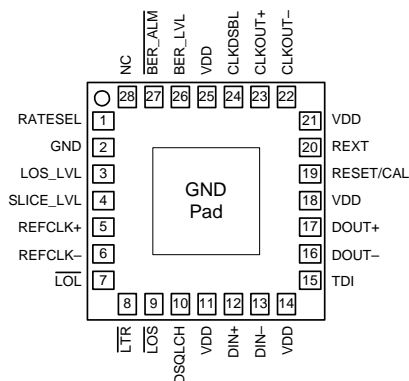 NC
BER_ALM
BER_LVL
VDD
CLKDSBL
CLKOUT+
CLKOUT–
28 27 26 25 24 23 22
RATESEL 1
GND 2
LOS_LVL 3
SLICE_LVL 4
REFCLK+ 5
REFCLK– 6
LOL 7
GND
Pad
21 VDD
20 REXT
19 RESET/CAL
18 VDD
17 DOUT+
16 DOUT–
15 TDI
8 9 10 11 12 13 14
LTR
LOS
DSQLCH
VDD
DIN+
DIN–
VDD